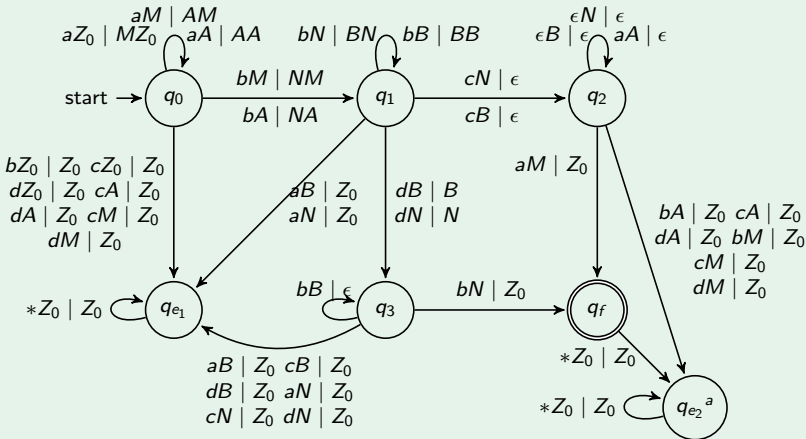 aM | AM
aZ₀ | MZ₀ aA | AA
bN | BN bB | BB
ϵN | ϵ
ϵB | ϵ aA | ϵ
start q₀
bM | NM
bA | NA
q₁
cN | ϵ
cB | ϵ
q₂
bZ₀ | Z₀ cZ₀ | Z₀
dZ₀ | Z₀ cA | Z₀
dA | Z₀ cM | Z₀
dM | Z₀
aB | Z₀
aN | Z₀
dB | B
dN | N
aM | Z₀
bA | Z₀ cA | Z₀
dA | Z₀ bM | Z₀
cM | Z₀
dM | Z₀
*Z₀ | Z₀
qₑ₁
bB | ϵ
q₃
bN | Z₀
q_f
*Z₀ | Z₀
aB | Z₀ cB | Z₀
dB | Z₀ aN | Z₀
cN | Z₀ dN | Z₀
*Z₀ | Z₀
qₑ₂ ᵃ